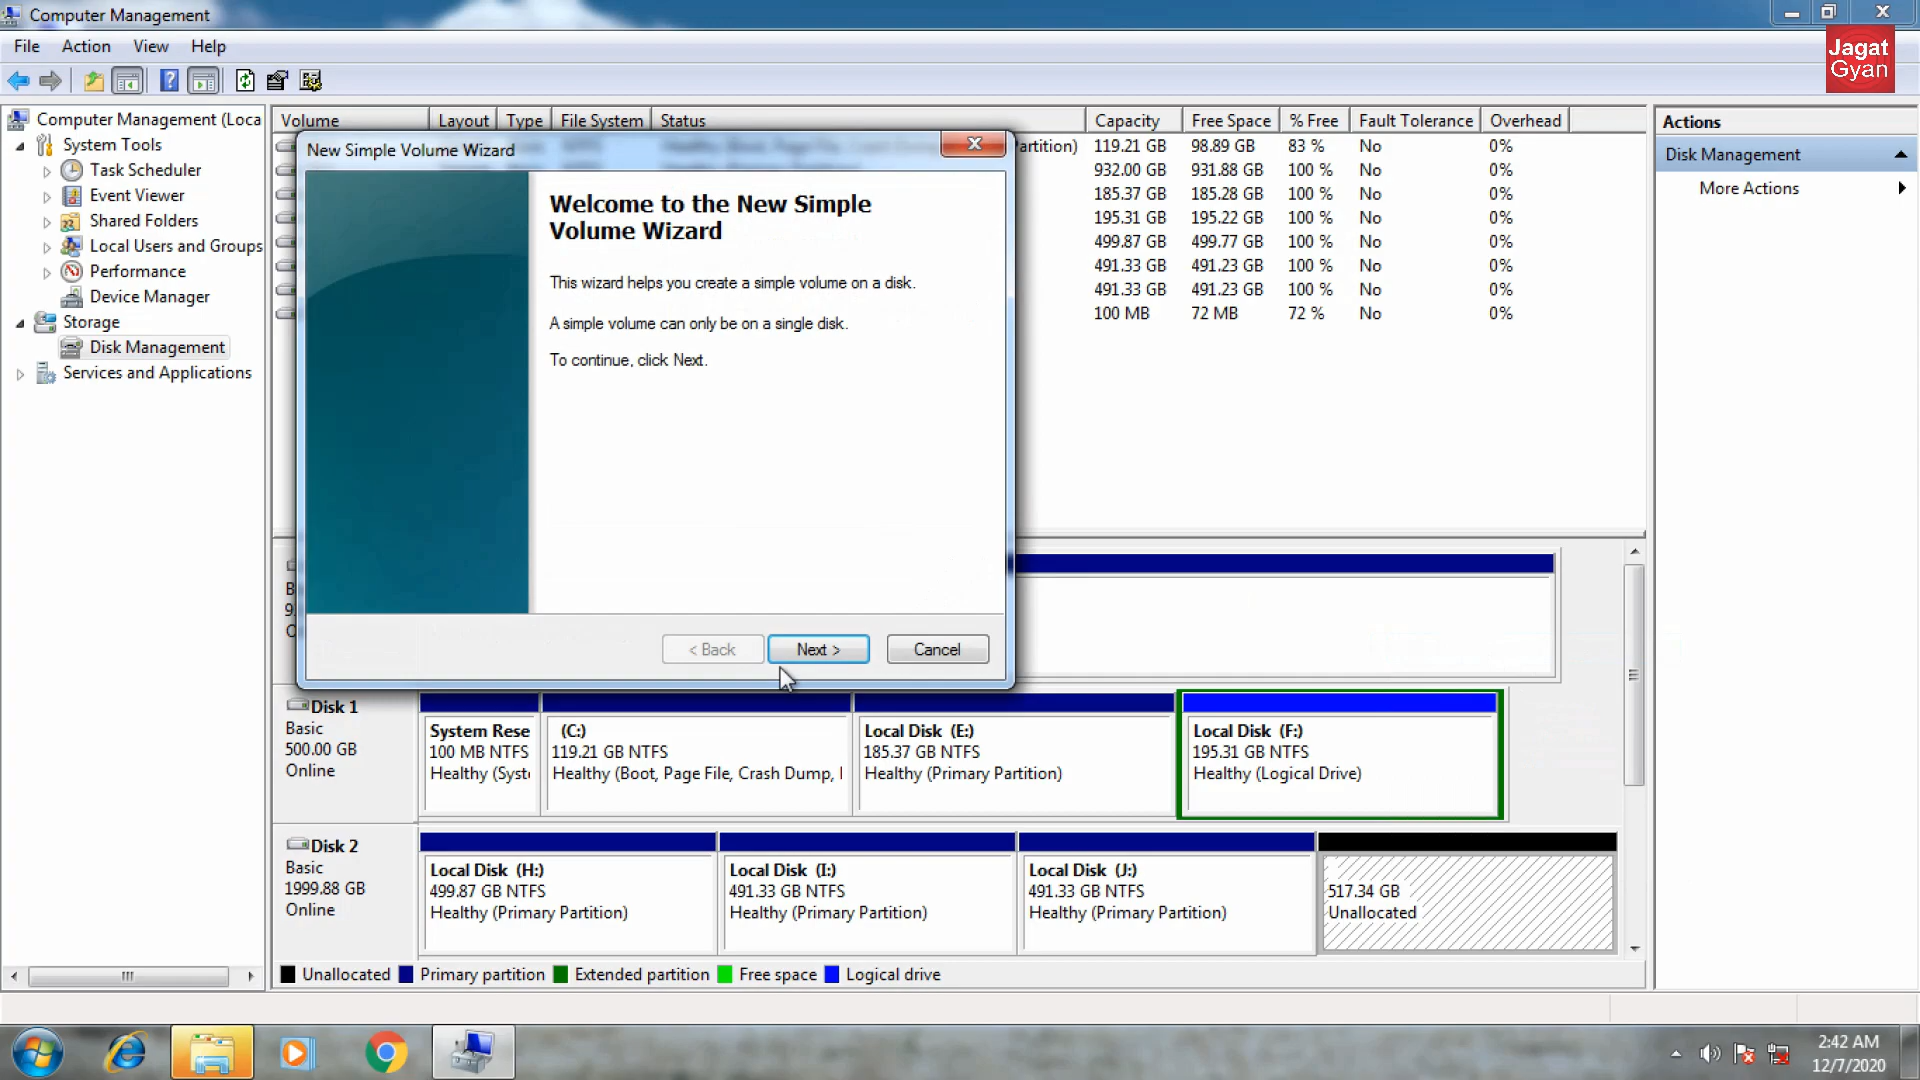 Computer Management
File Action View Help
Jagat
Gyan
Computer Management (Loca
System Tools
Task Scheduler
Event Viewer
Shared Folders
Local Users and Groups
Performance
Device Manager
Storage
Disk Management
Services and Applications
Volume Layout Type File System Status Capacity Free Space % Free Fault Tolerance Overhead
artition) 119.21 GB 98.89 GB 83 % No 0%
932.00 GB 931.88 GB 100 % No 0%
185.37 GB 185.28 GB 100 % No 0%
195.31 GB 195.22 GB 100 % No 0%
499.87 GB 499.77 GB 100 % No 0%
491.33 GB 491.23 GB 100 % No 0%
491.33 GB 491.23 GB 100 % No 0%
100 MB 72 MB 72 % No 0%
New Simple Volume Wizard
Welcome to the New Simple
Volume Wizard
This wizard helps you create a simple volume on a disk.
A simple volume can only be on a single disk.
To continue, click Next.
< Back Next > Cancel
Actions
Disk Management
More Actions
Disk 1
Basic
500.00 GB
Online
System Rese
100 MB NTFS
Healthy (Syst
(C:)
119.21 GB NTFS
Healthy (Boot, Page File, Crash Dump,
Local Disk (E:)
185.37 GB NTFS
Healthy (Primary Partition)
Local Disk (F:)
195.31 GB NTFS
Healthy (Logical Drive)
Disk 2
Basic
1999.88 GB
Online
Local Disk (H:)
499.87 GB NTFS
Healthy (Primary Partition)
Local Disk (I:)
491.33 GB NTFS
Healthy (Primary Partition)
Local Disk (J:)
491.33 GB NTFS
Healthy (Primary Partition)
517.34 GB
Unallocated
Unallocated Primary partition Extended partition Free space Logical drive
2:42 AM
12/7/2020